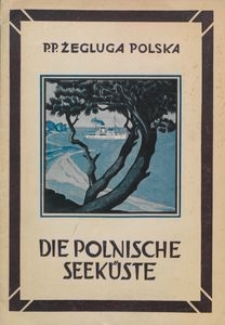 P.P. ŻEGLUGA POLSKA
DIE POLNISCHE
SEEKÜSTE